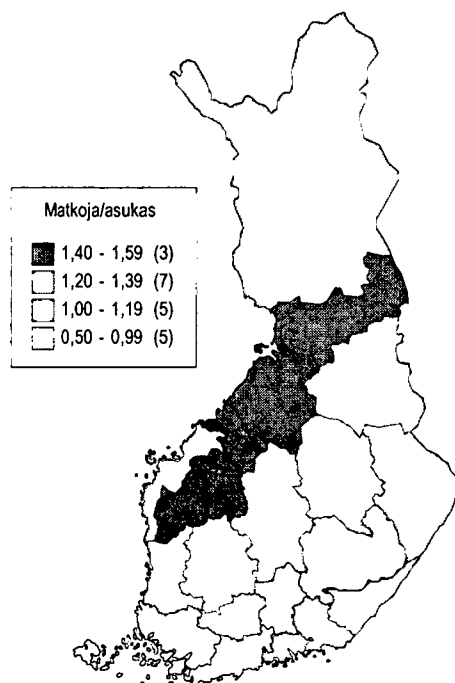 Matkoja/asukas
1,40 - 1,59 (3)
1,20 - 1,39 (7)
1,00 - 1,19 (5)
0,50 - 0,99 (5)